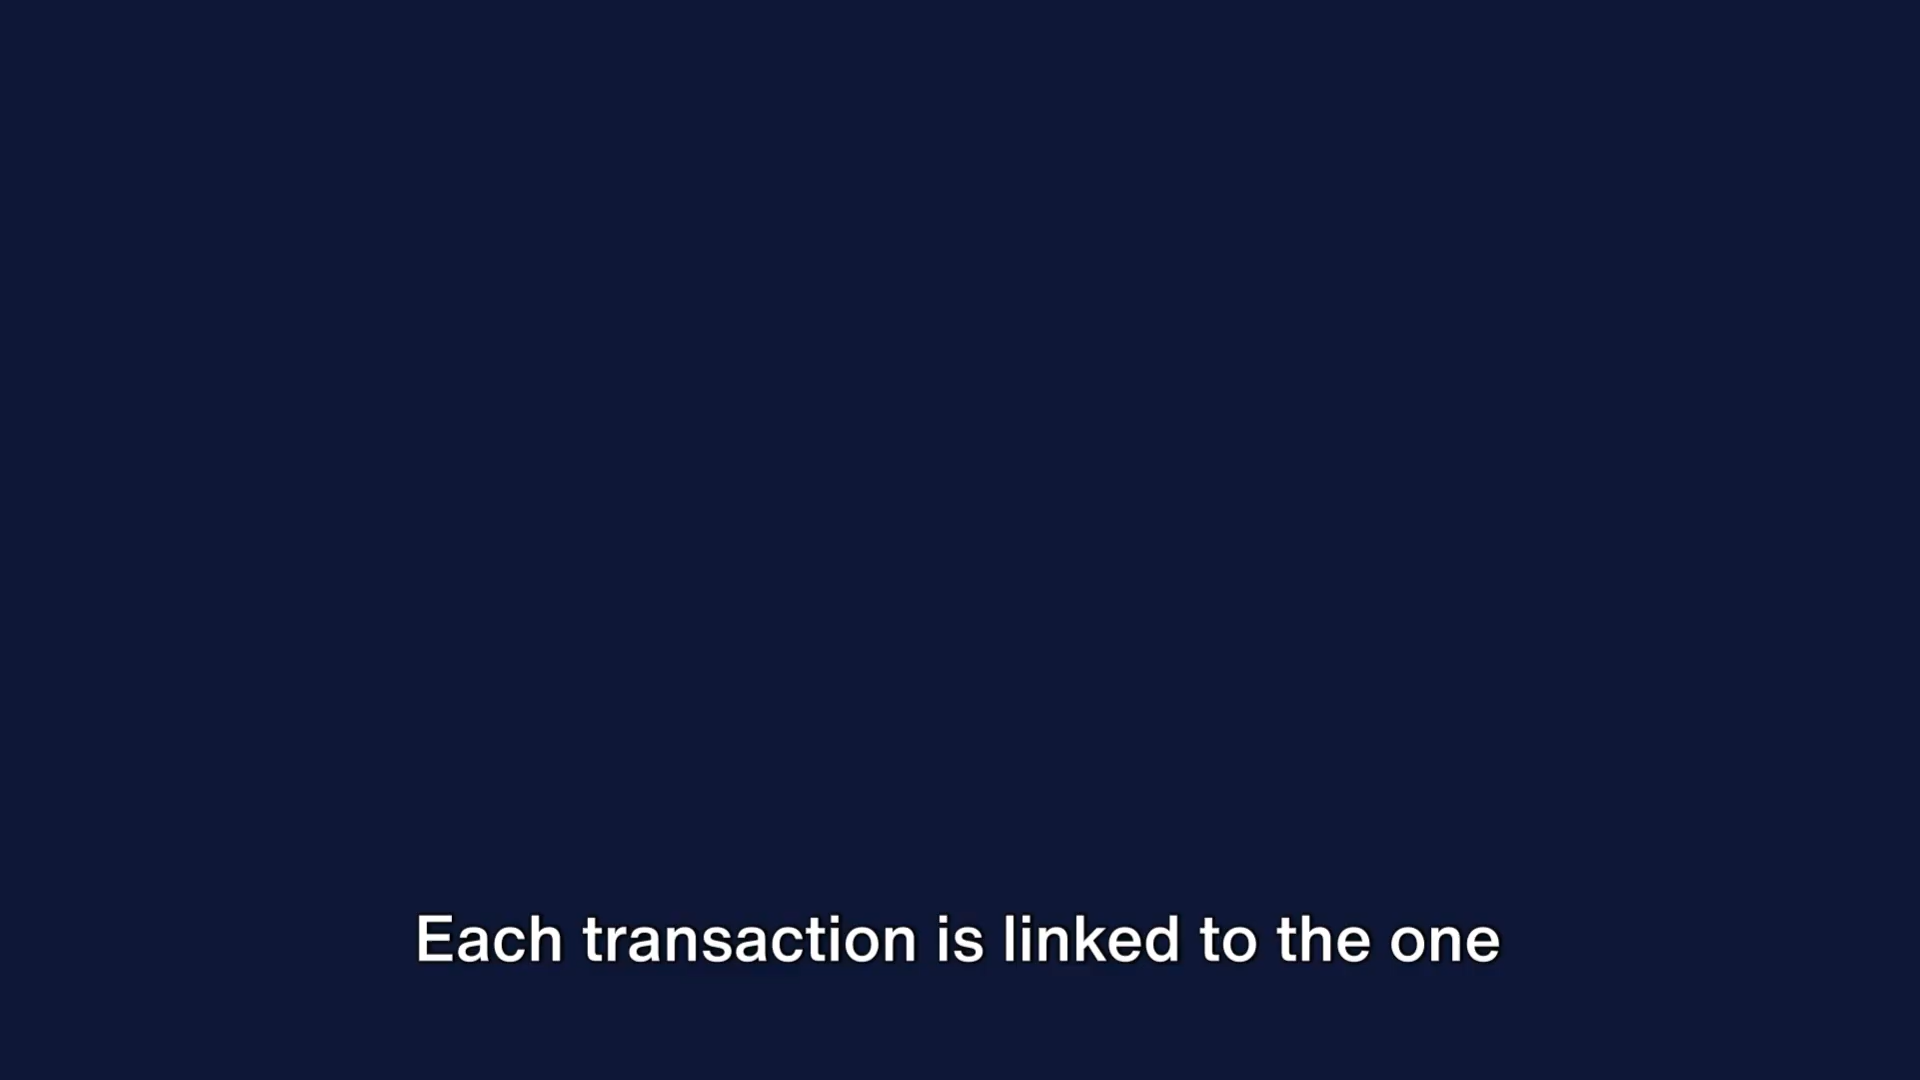 Each transaction is linked to the one